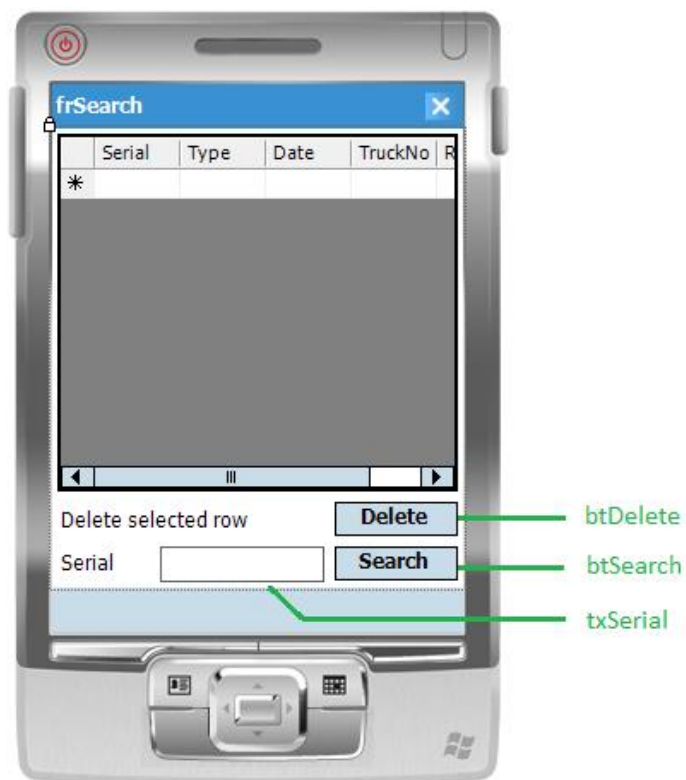 frSearch
Serial Type Date TruckNo R
Delete selected row Delete btDelete
Serial Search btSearch
txSerial